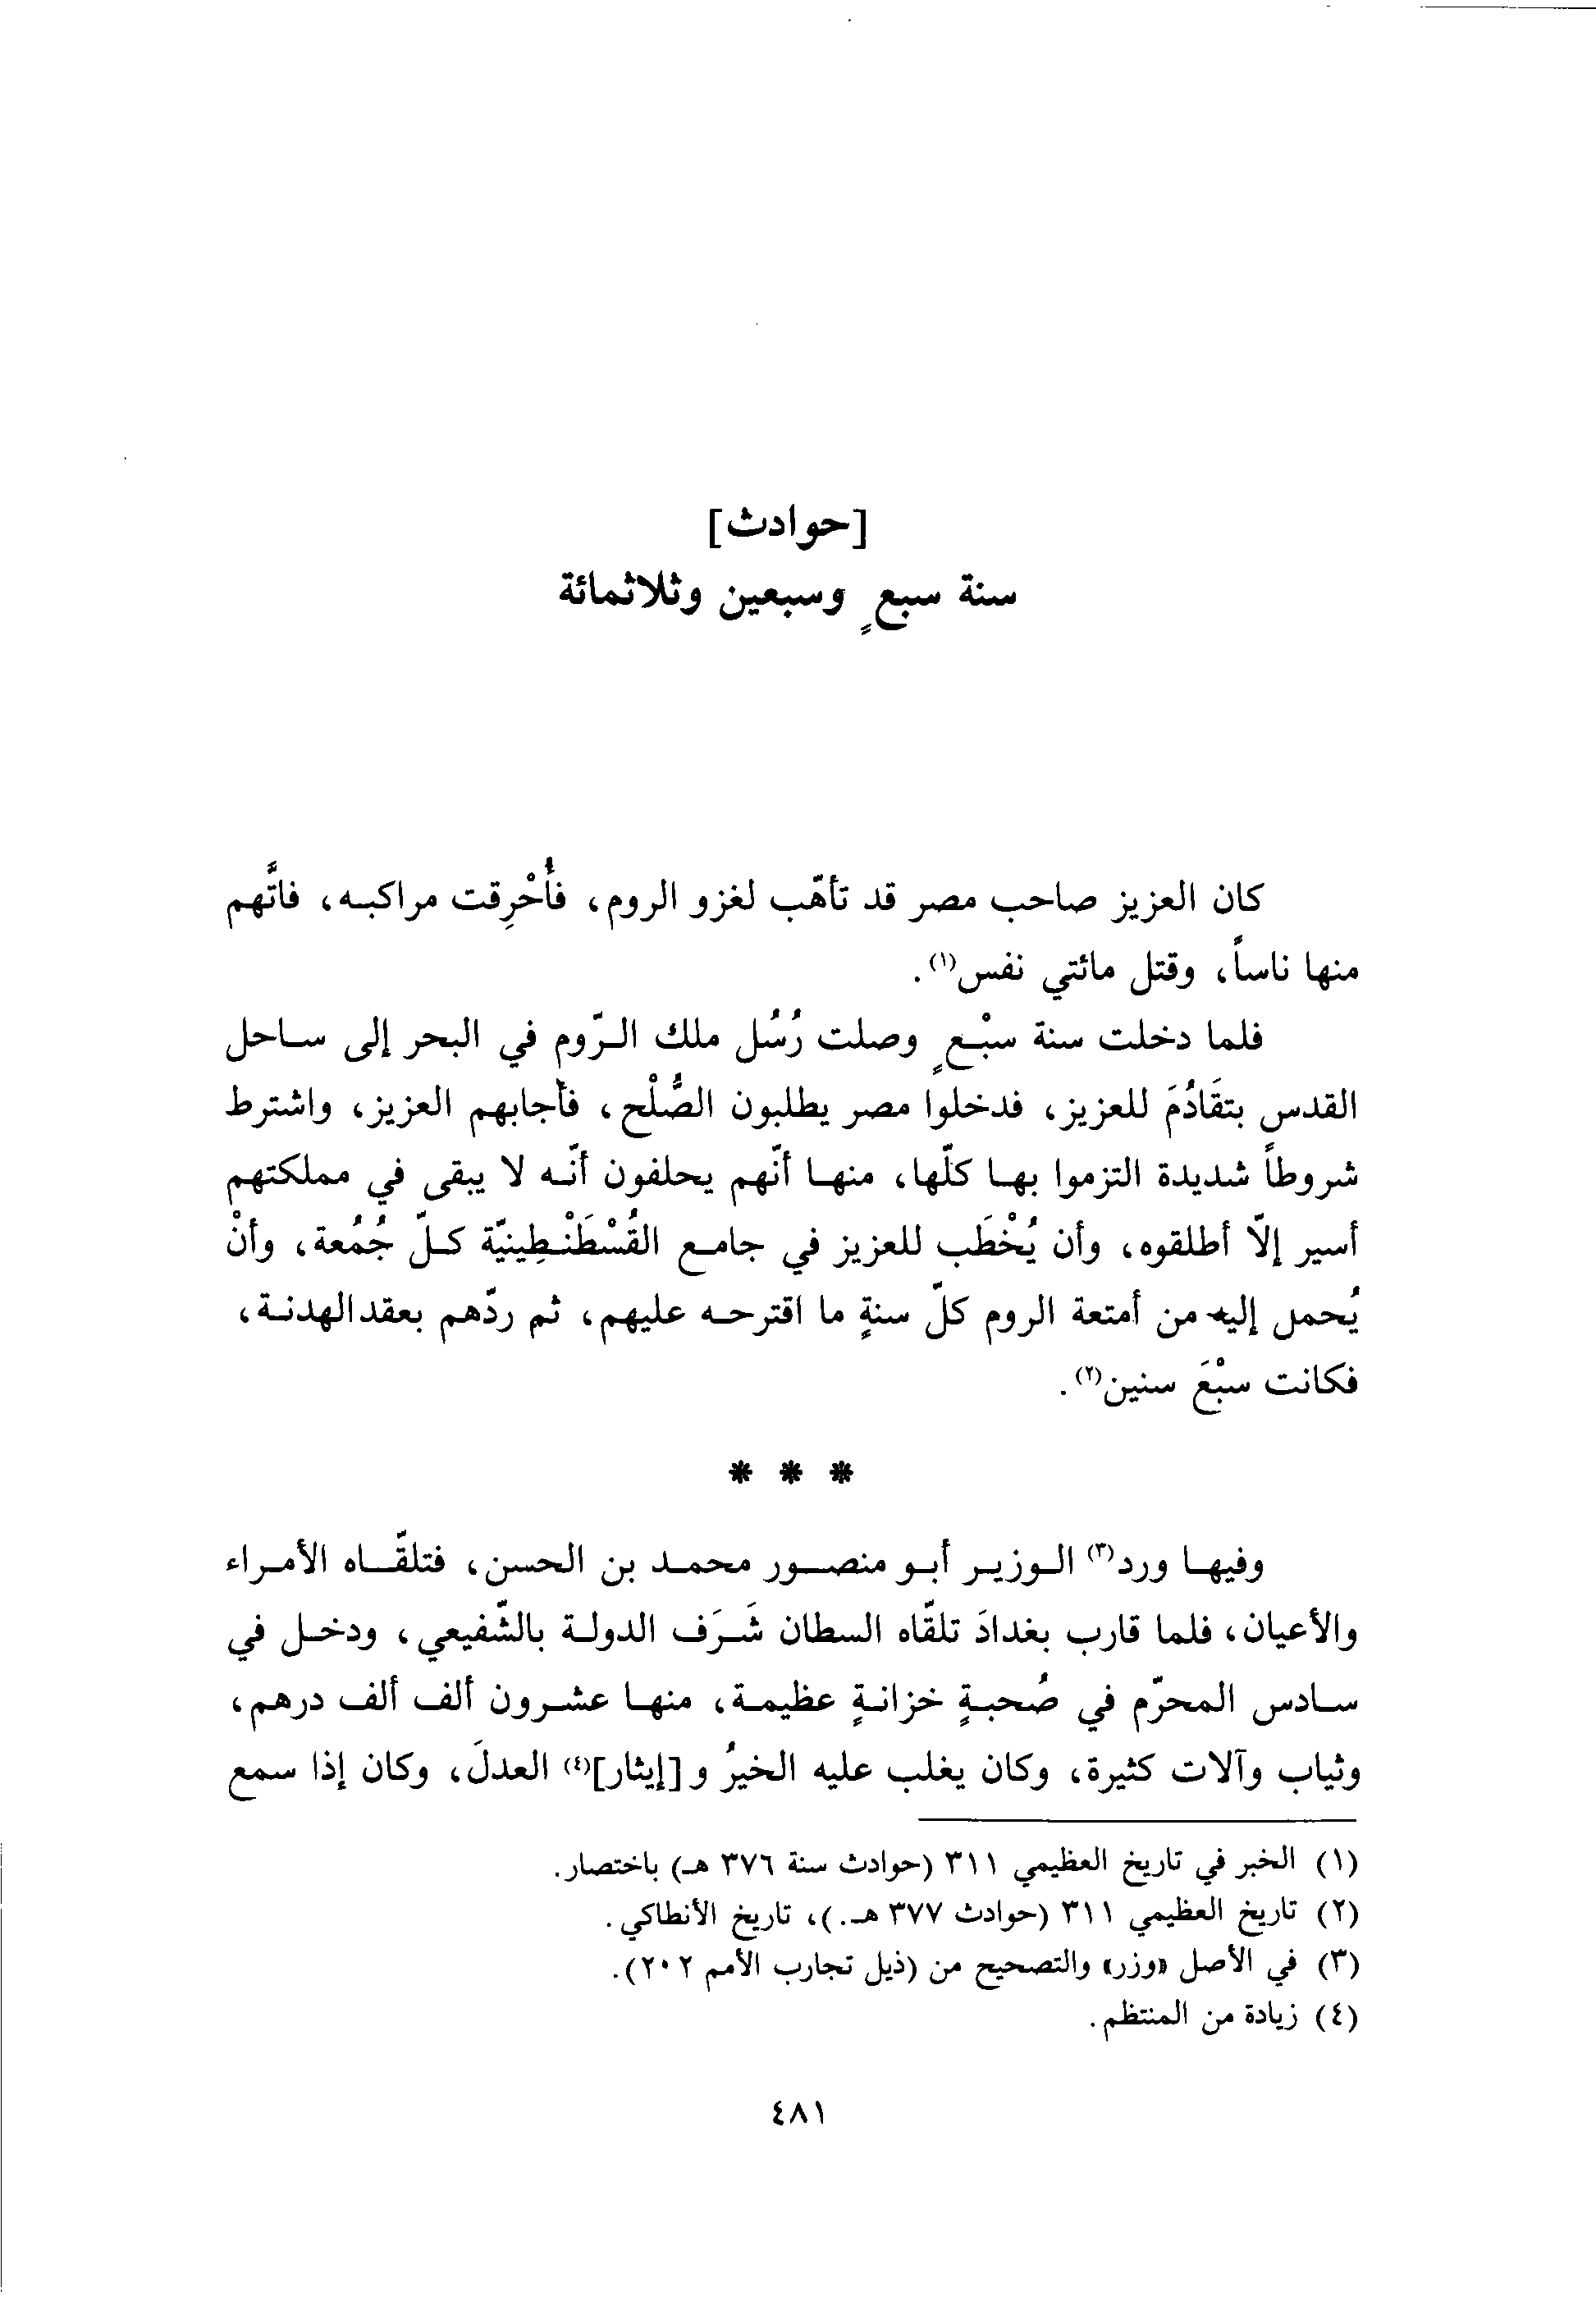 [حوادث]
سنة سبعٍ وسبعين وثلاثمائة
كان العزيز صاحب مصر قد تأهّب لغزو الروم، فأُحْرِقت مراكبه، فاتُّهم
منها ناساً، وقتل مائتي نفس(١).
فلما دخلت سنة سبْعٍ وصلت رُسُل ملك الرّوم في البحر إلى ساحل
القدس بتقَادُمَ للعزيز، فدخلوا مصر يطلبون الصُّلْح، فأجابهم العزيز، واشترط
شروطاً شديدة التزموا بها كلّها، منها أنّهم يحلفون أنّه لا يبقى في مملكتهم
أسير إلّا أطلقوه، وأن يُخْطَب للعزيز في جامع القُسْطَنْطِينيّة كلّ جُمُعة، وأنْ
يُحمل إليه من أمتعة الروم كلّ سنةٍ ما اقترحه عليهم، ثم ردّهم بعقد الهدنة،
فكانت سبْعَ سنين(٢).
* * *
وفيها ورد(٣) الوزير أبو منصور محمد بن الحسن، فتلقّاه الأمراء
والأعيان، فلما قارب بغدادَ تلقّاه السطان شَرَف الدولة بالشّفيعي، ودخل في
سادس المحرّم في صُحبةٍ خزانةٍ عظيمة، منها عشرون ألف ألف درهم،
وثياب وآلات كثيرة، وكان يغلب عليه الخيرُ و[إيثار](٤) العدلَ، وكان إذا سمع
(١) الخبر في تاريخ العظيمي ٣١١ (حوادث سنة ٣٧٦ هـ) باختصار.
(٢) تاريخ العظيمي ٣١١ (حوادث ٣٧٧ هـ.)، تاريخ الأنطاكي.
(٣) في الأصل «وزر» والتصحيح من (ذيل تجارب الأمم ٢٠٢).
(٤) زيادة من المنتظم.
٤٨١